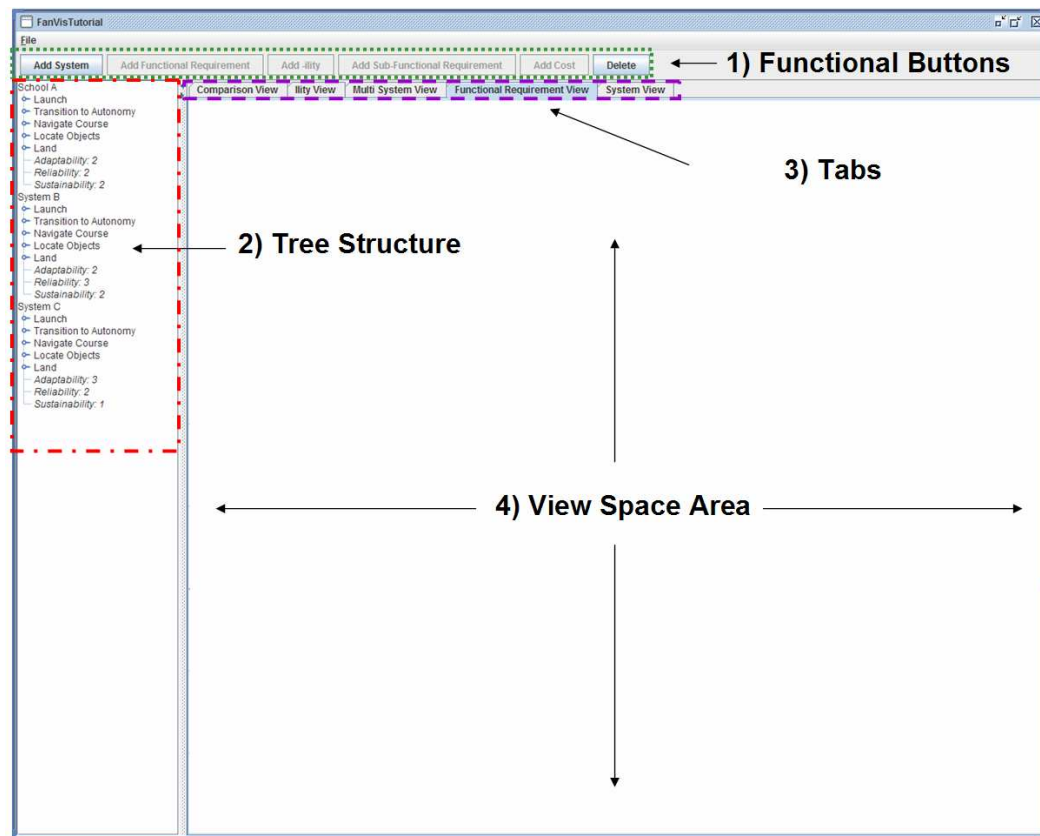 FanVisTutorial
File
Add System Add Functional Requirement Add -ility Add Sub-Functional Requirement Add Cost Delete
1) Functional Buttons
Comparison View Ility View Multi System View Functional Requirement View System View
3) Tabs
School A
Launch
Transition to Autonomy
Navigate Course
Locate Objects
Land
Adaptability: 2
Reliability: 2
Sustainability: 2
System B
Launch
Transition to Autonomy
Navigate Course
Locate Objects
Land
Adaptability: 2
Reliability: 3
Sustainability: 2
System C
Launch
Transition to Autonomy
Navigate Course
Locate Objects
Land
Adaptability: 3
Reliability: 2
Sustainability: 1
2) Tree Structure
4) View Space Area